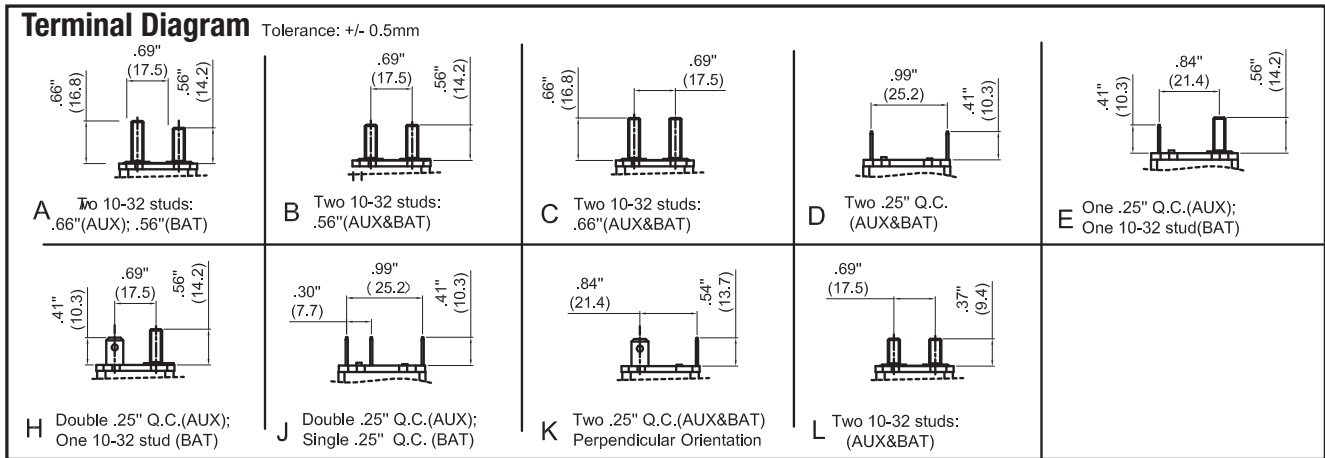 Terminal Diagram Tolerance: +/- 0.5mm
.66"
(16.8)
.69"
(17.5)
.56"
(14.2)
A Two 10-32 studs:
.66"(AUX); .56"(BAT)
.69"
(17.5)
.56"
(14.2)
B Two 10-32 studs:
.56"(AUX&BAT)
.66"
(16.8)
.69"
(17.5)
C Two 10-32 studs:
.66"(AUX&BAT)
.99"
(25.2)
.41"
(10.3)
D Two .25" Q.C.
(AUX&BAT)
.41"
(10.3)
.84"
(21.4)
.56"
(14.2)
E One .25" Q.C.(AUX);
One 10-32 stud(BAT)
.41"
(10.3)
.69"
(17.5)
.56"
(14.2)
H Double .25" Q.C.(AUX);
One 10-32 stud (BAT)
.30"
(7.7)
.99"
( 25.2)
.41"
(10.3)
J Double .25" Q.C.(AUX);
Single .25" Q.C. (BAT)
.84"
(21.4)
.54"
(13.7)
K Two .25" Q.C.(AUX&BAT)
Perpendicular Orientation
.69"
(17.5)
.37"
(9.4)
L Two 10-32 studs:
(AUX&BAT)